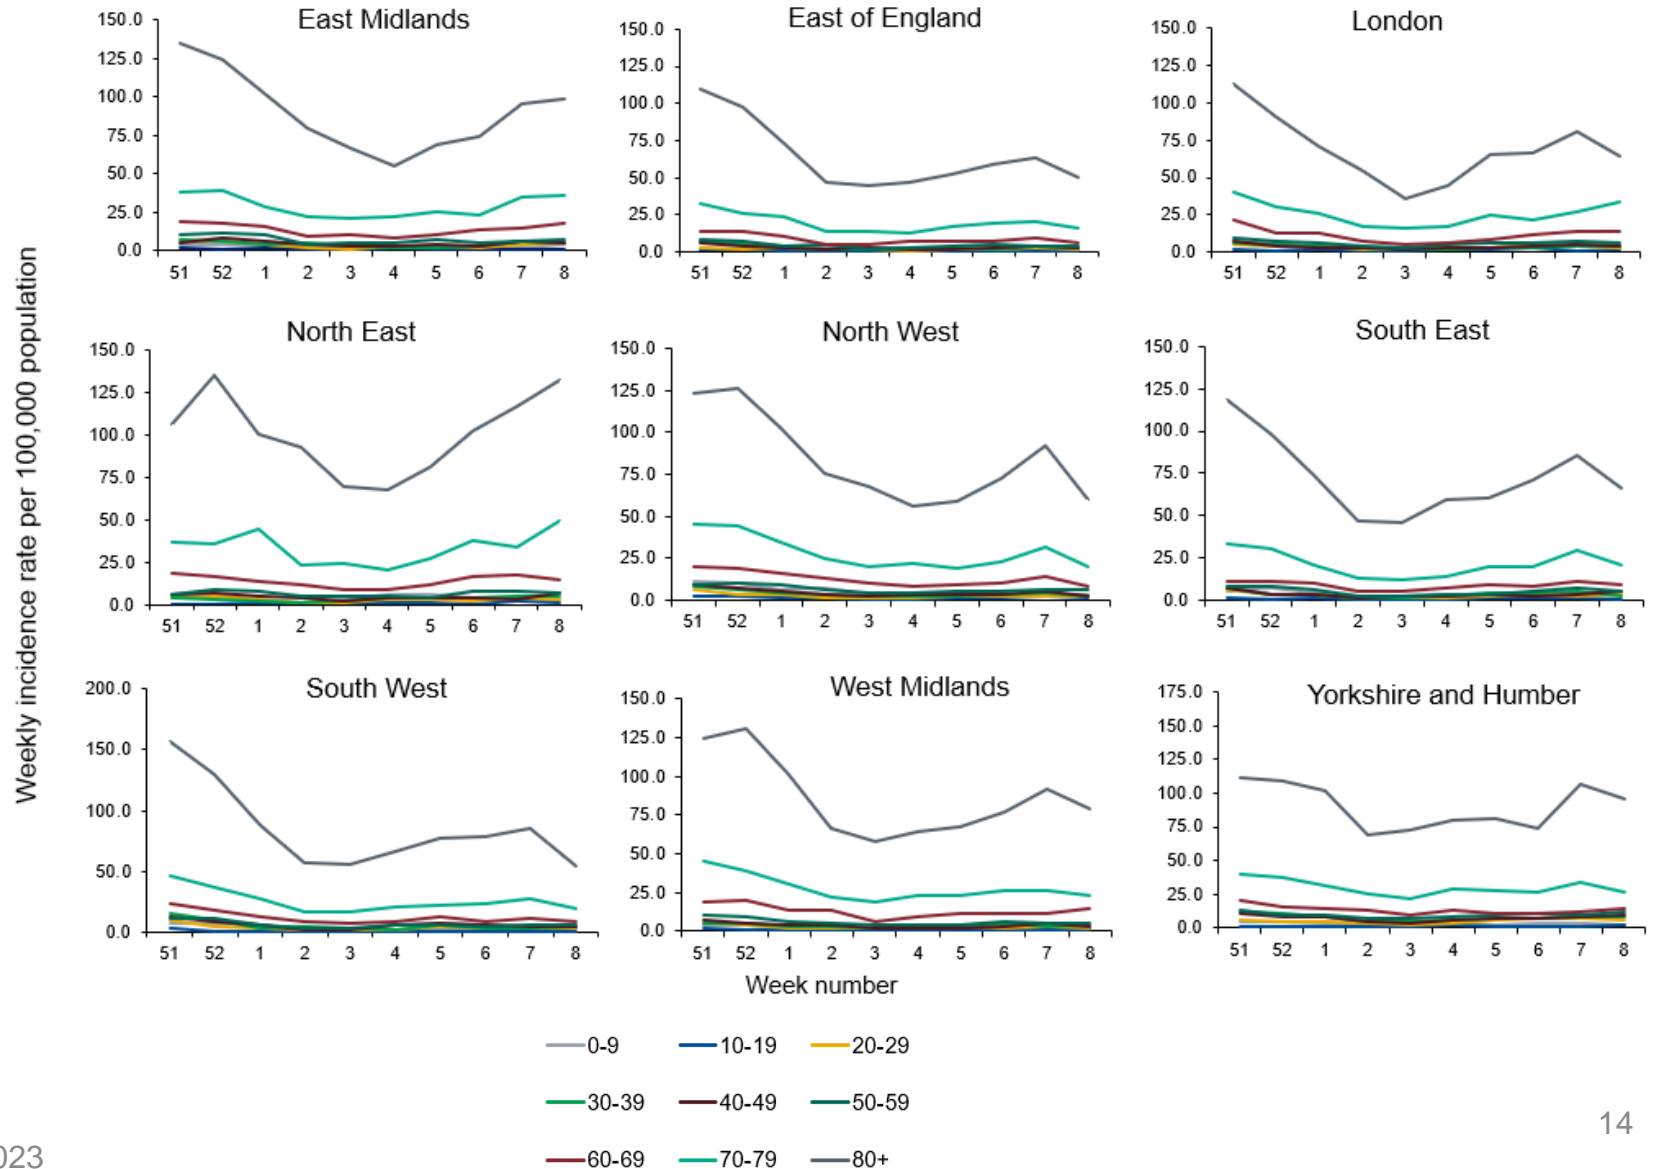 East Midlands
150.0
125.0
100.0
75.0
50.0
25.0
0.0
51 52 1 2 3 4 5 6 7 8
East of England
150.0
125.0
100.0
75.0
50.0
25.0
0.0
51 52 1 2 3 4 5 6 7 8
London
150.0
125.0
100.0
75.0
50.0
25.0
0.0
51 52 1 2 3 4 5 6 7 8
Weekly incidence rate per 100,000 population
North East
150.0
125.0
100.0
75.0
50.0
25.0
0.0
51 52 1 2 3 4 5 6 7 8
North West
150.0
125.0
100.0
75.0
50.0
25.0
0.0
51 52 1 2 3 4 5 6 7 8
South East
150.0
125.0
100.0
75.0
50.0
25.0
0.0
51 52 1 2 3 4 5 6 7 8
South West
200.0
150.0
100.0
50.0
0.0
51 52 1 2 3 4 5 6 7 8
West Midlands
150.0
125.0
100.0
75.0
50.0
25.0
0.0
51 52 1 2 3 4 5 6 7 8
Yorkshire and Humber
175.0
150.0
125.0
100.0
75.0
50.0
25.0
0.0
51 52 1 2 3 4 5 6 7 8
Week number
0-9 10-19 20-29
30-39 40-49 50-59
60-69 70-79 80+
14
023